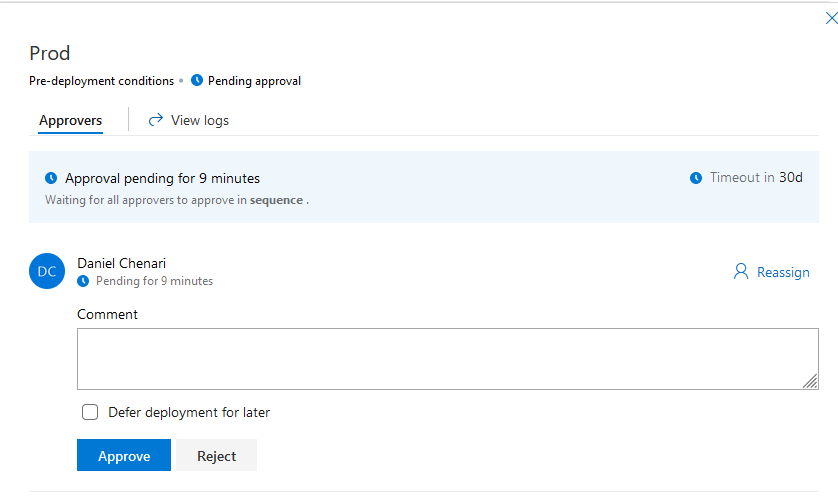 Prod
Pre-deployment conditions • Pending approval
Approvers View logs
Approval pending for 9 minutes Timeout in 30d
Waiting for all approvers to approve in sequence .
DC Daniel Chenari
Pending for 9 minutes Reassign
Comment
Defer deployment for later
Approve Reject